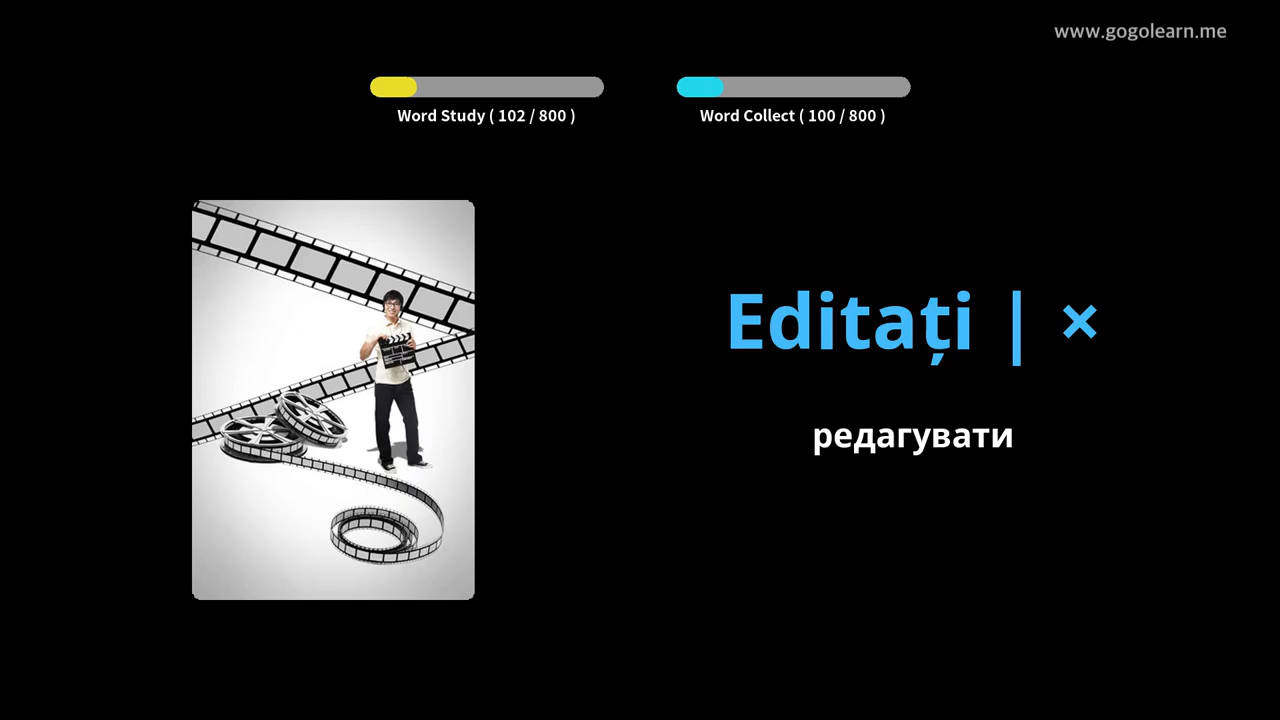 www.gogolearn.me
Word Study ( 102 / 800 )
Word Collect ( 100 / 800 )
Editați | ×
редагувати